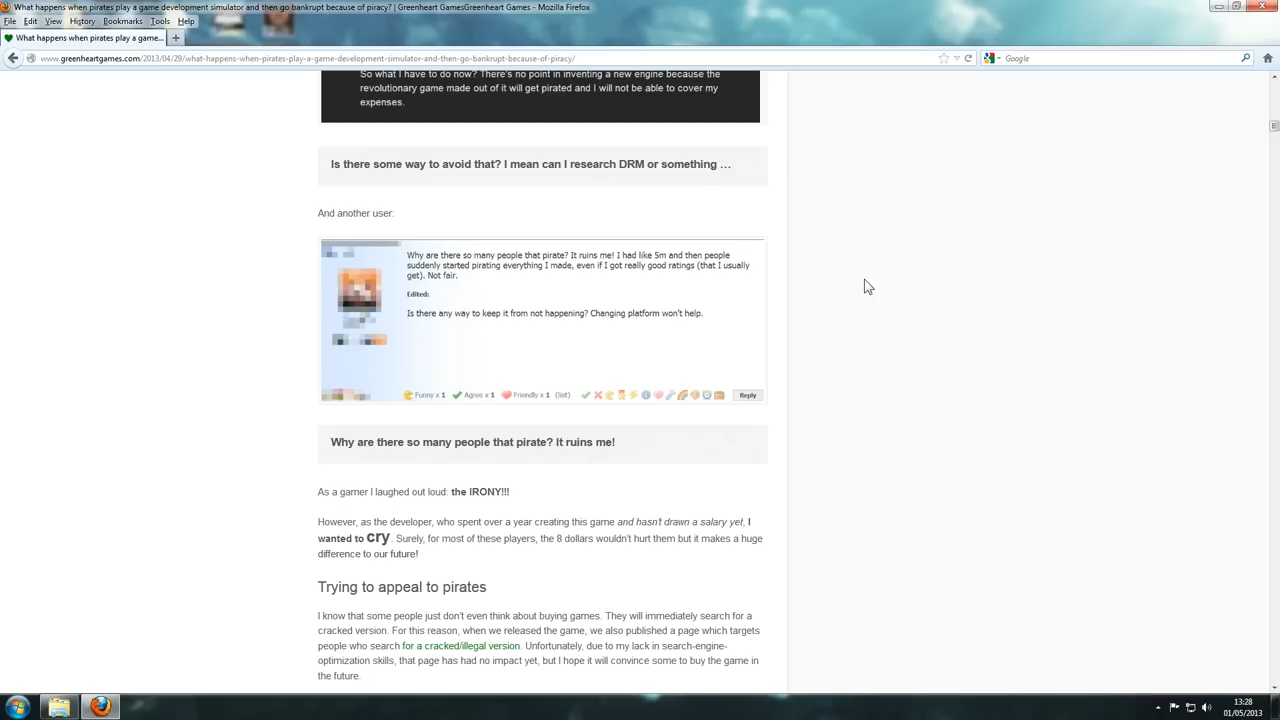 What happens when pirates play a game development simulator and then go bankrupt because of piracy? | Greenheart GamesGreenheart Games - Mozilla Firefox
File Edit View History Bookmarks Tools Help
What happens when pirates play a game...
www.greenheartgames.com/2013/04/29/what-happens-when-pirates-play-a-game-development-simulator-and-then-go-bankrupt-because-of-piracy/
Google
So what I have to do now? There's no point in inventing a new engine because the
revolutionary game made out of it will get pirated and I will not be able to cover my
expenses.
Is there some way to avoid that? I mean can I research DRM or something …
And another user:
Why are there so many people that pirate? It ruins me! I had like 5m and then people
suddenly started pirating everything I made, even if I got really good ratings (that I usually
get). Not fair.
Edited:
Is there any way to keep it from not happening? Changing platform won't help.
Funny x 1 Agree x 1 Friendly x 1 (list)
Reply
Why are there so many people that pirate? It ruins me!
As a gamer I laughed out loud: the IRONY!!!
However, as the developer, who spent over a year creating this game and hasn't drawn a salary yet, I
wanted to cry. Surely, for most of these players, the 8 dollars wouldn't hurt them but it makes a huge
difference to our future!
Trying to appeal to pirates
I know that some people just don't even think about buying games. They will immediately search for a
cracked version. For this reason, when we released the game, we also published a page which targets
people who search for a cracked/illegal version. Unfortunately, due to my lack in search-engine-
optimization skills, that page has had no impact yet, but I hope it will convince some to buy the game in
the future.
13:28
01/05/2013